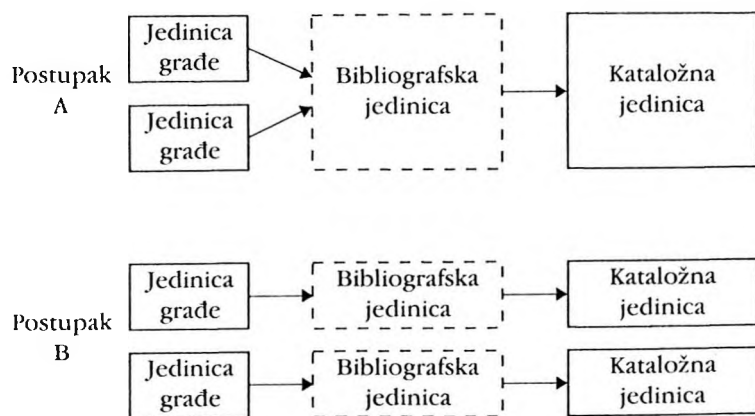 Postupak
A
Jedinica
građe
Jedinica
građe
Bibliografska
jedinica
Kataložna
jedinica
Postupak
B
Jedinica
građe
Bibliografska
jedinica
Kataložna
jedinica
Jedinica
građe
Bibliografska
jedinica
Kataložna
jedinica